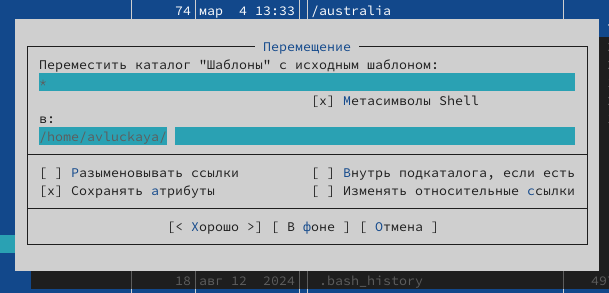 74 мар  4 13:33 /australia
Перемещение
Переместить каталог "Шаблоны" с исходным шаблоном:
*
[x] Метасимволы Shell
в:
/home/avluckaya/
[ ] Разыменовывать ссылки [ ] Внутрь подкаталога, если есть
[x] Сохранять атрибуты [ ] Изменять относительные ссылки
[< Хорошо >] [ В фоне ] [ Отмена ]
18 авг 12  2024 .bash_history 49